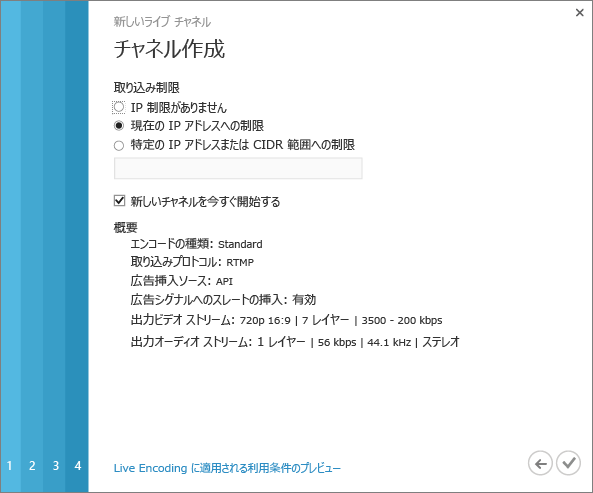 新しいライブ チャネル
チャネル作成
取り込み制限
IP 制限がありません
現在の IP アドレスへの制限
特定の IP アドレスまたは CIDR 範囲への制限
新しいチャネルを今すぐ開始する
概要
エンコードの種類: Standard
取り込みプロトコル: RTMP
広告挿入ソース: API
広告シグナルへのスレートの挿入: 有効
出力ビデオ ストリーム: 720p 16:9 | 7 レイヤー | 3500 - 200 kbps
出力オーディオ ストリーム: 1 レイヤー | 56 kbps | 44.1 kHz | ステレオ
1 2 3 4
Live Encoding に適用される利用条件のプレビュー